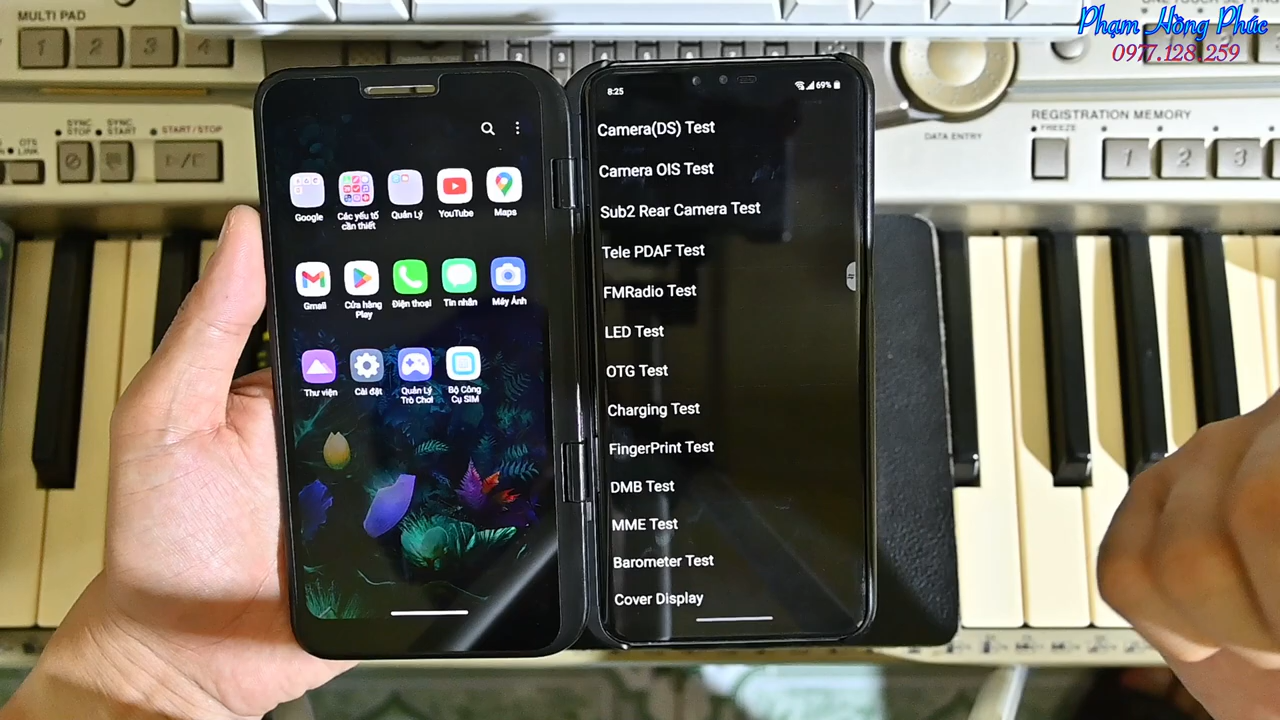 Phạm Hồng Phúc
0977.128.259
MULTI PAD
1
2
3
4
SYNC STOP
SYNC START
START/STOP
OTS LINK
DATA ENTRY
REGISTRATION MEMORY
FREEZE
1
2
3
Google
Các yếu tố cần thiết
Quản Lý
YouTube
Maps
Gmail
Cửa hàng Play
Điện thoại
Tin nhắn
Máy Ảnh
Thư viện
Cài đặt
Quản Lý Trò Chơi
Bộ Công Cụ SIM
8:25
69%
Camera(DS) Test
Camera OIS Test
Sub2 Rear Camera Test
Tele PDAF Test
FMRadio Test
LED Test
OTG Test
Charging Test
FingerPrint Test
DMB Test
MME Test
Barometer Test
Cover Display